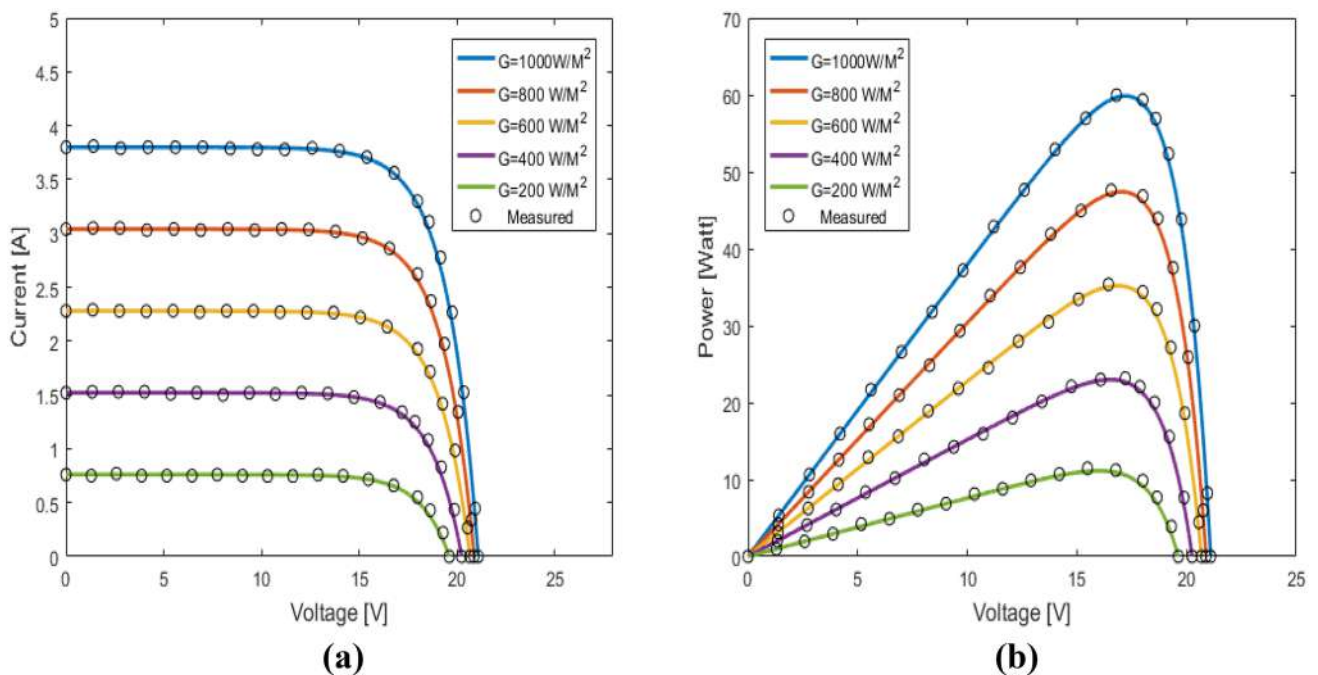 5
4.5
4
3.5
3
2.5
2
1.5
1
0.5
0
Current [A]
0 5 10 15 20 25
Voltage [V]
G=1000W/M²
G=800 W/M²
G=600 W/M²
G=400 W/M²
G=200 W/M²
Measured
(a)
70
60
50
40
30
20
10
0
Power [Watt]
0 5 10 15 20 25
Voltage [V]
G=1000W/M²
G=800 W/M²
G=600 W/M²
G=400 W/M²
G=200 W/M²
Measured
(b)